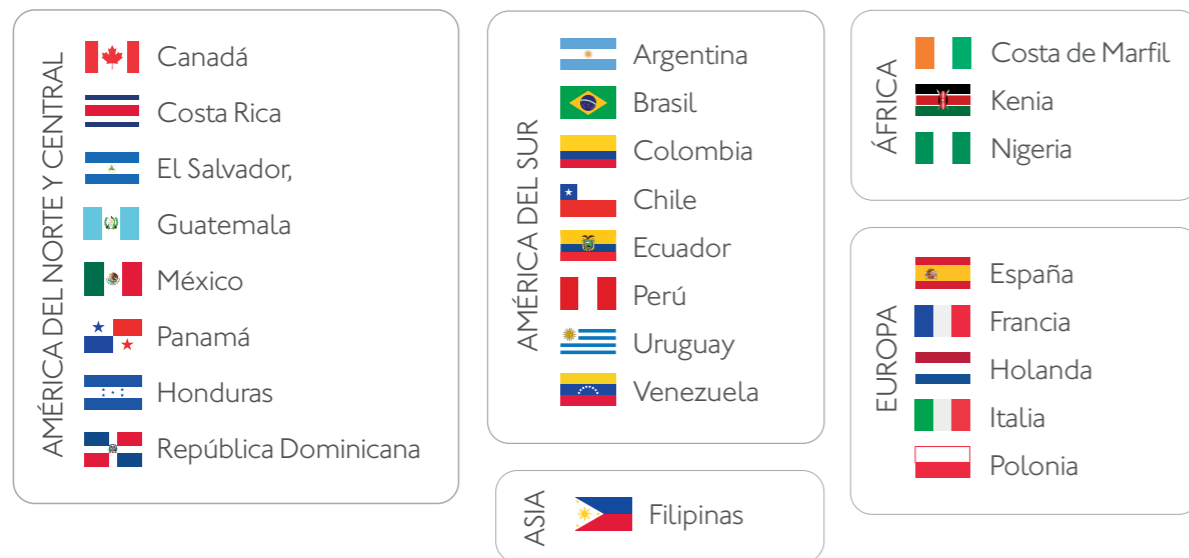 AMÉRICA DEL NORTE Y CENTRAL
Canadá
Costa Rica
El Salvador,
Guatemala
México
Panamá
Honduras
República Dominicana
AMÉRICA DEL SUR
Argentina
Brasil
Colombia
Chile
Ecuador
Perú
Uruguay
Venezuela
ASIA
Filipinas
ÁFRICA
Costa de Marfil
Kenia
Nigeria
EUROPA
España
Francia
Holanda
Italia
Polonia